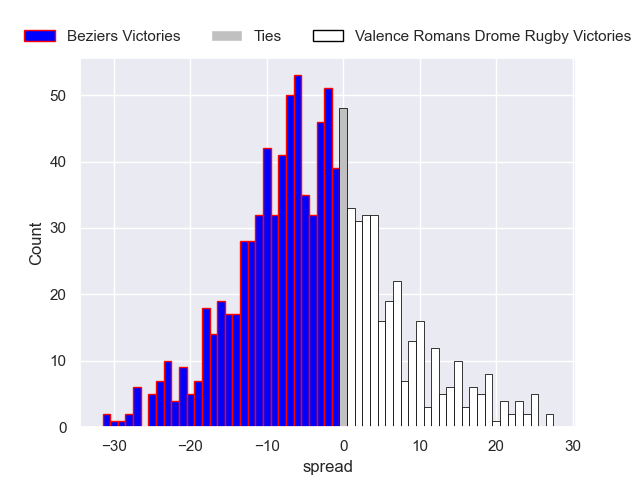 Beziers Victories Ties Valence Romans Drome Rugby Victories
50
40
30
20
10
0
Count
−30 −20 −10 0 10 20 30
spread